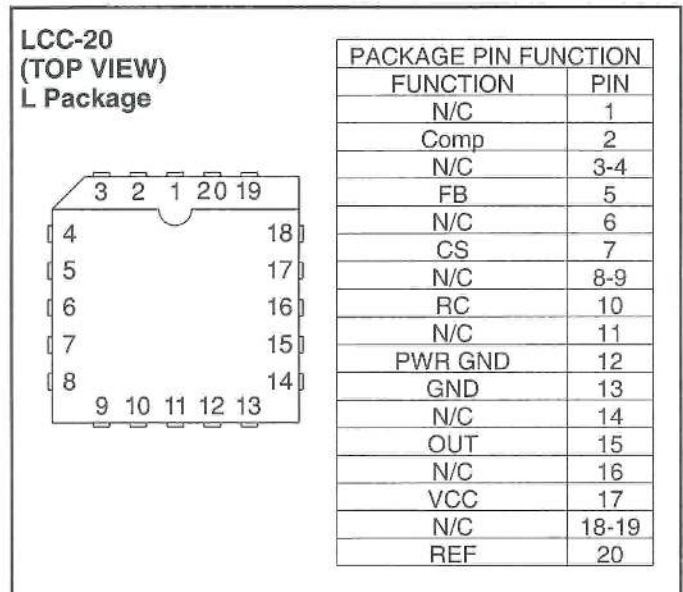 LCC-20
(TOP VIEW)
L Package
3 2 1 20 19
4 18
5 17
6 16
7 15
8 14
9 10 11 12 13
PACKAGE PIN FUNCTION
FUNCTION PIN
N/C 1
Comp 2
N/C 3-4
FB 5
N/C 6
CS 7
N/C 8-9
RC 10
N/C 11
PWR GND 12
GND 13
N/C 14
OUT 15
N/C 16
VCC 17
N/C 18-19
REF 20